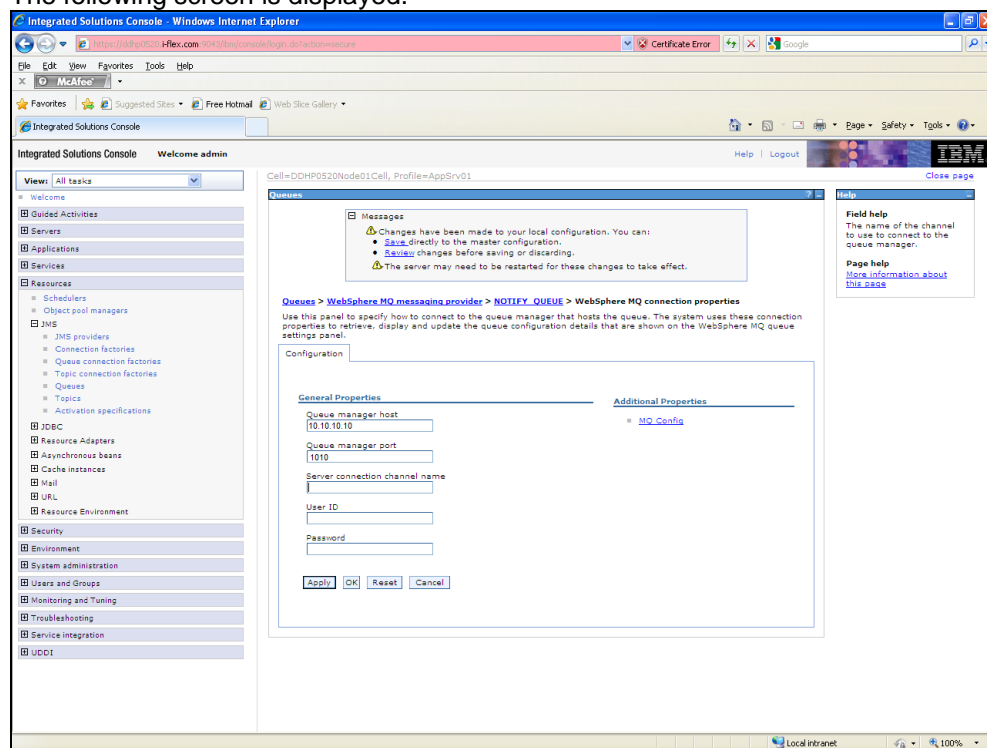 The following screen is displayed.
Integrated Solutions Console - Windows Internet Explorer
https://ddhp0520.i-flex.com:9043/ibm/console/login.do?action=secure
Certificate Error
Google
File Edit View Favorites Tools Help
X McAfee
Favorites Suggested Sites Free Hotmail Web Slice Gallery
Integrated Solutions Console
Page Safety Tools
Integrated Solutions Console Welcome admin
Help | Logout
IBM
View: All tasks
Welcome
Guided Activities
Servers
Applications
Services
Resources
Schedulers
Object pool managers
JMS
JMS providers
Connection factories
Queue connection factories
Topic connection factories
Queues
Topics
Activation specifications
JDBC
Resource Adapters
Asynchronous beans
Cache instances
Mail
URL
Resource Environment
Security
Environment
System administration
Users and Groups
Monitoring and Tuning
Troubleshooting
Service integration
UDDI
Cell=DDHP0520Node01Cell, Profile=AppSrv01
Close page
Queues
? -
Messages
Changes have been made to your local configuration. You can:
Save directly to the master configuration.
Review changes before saving or discarding.
The server may need to be restarted for these changes to take effect.
Queues > WebSphere MQ messaging provider > NOTIFY_QUEUE > WebSphere MQ connection properties
Use this panel to specify how to connect to the queue manager that hosts the queue. The system uses these connection
properties to retrieve, display and update the queue configuration details that are shown on the WebSphere MQ queue
settings panel.
Configuration
General Properties
Queue manager host
10.10.10.10
Queue manager port
1010
Server connection channel name
User ID
Password
Apply OK Reset Cancel
Additional Properties
MQ Config
Help
Field help
The name of the channel
to use to connect to the
queue manager.
Page help
More information about
this page
Local intranet
100%